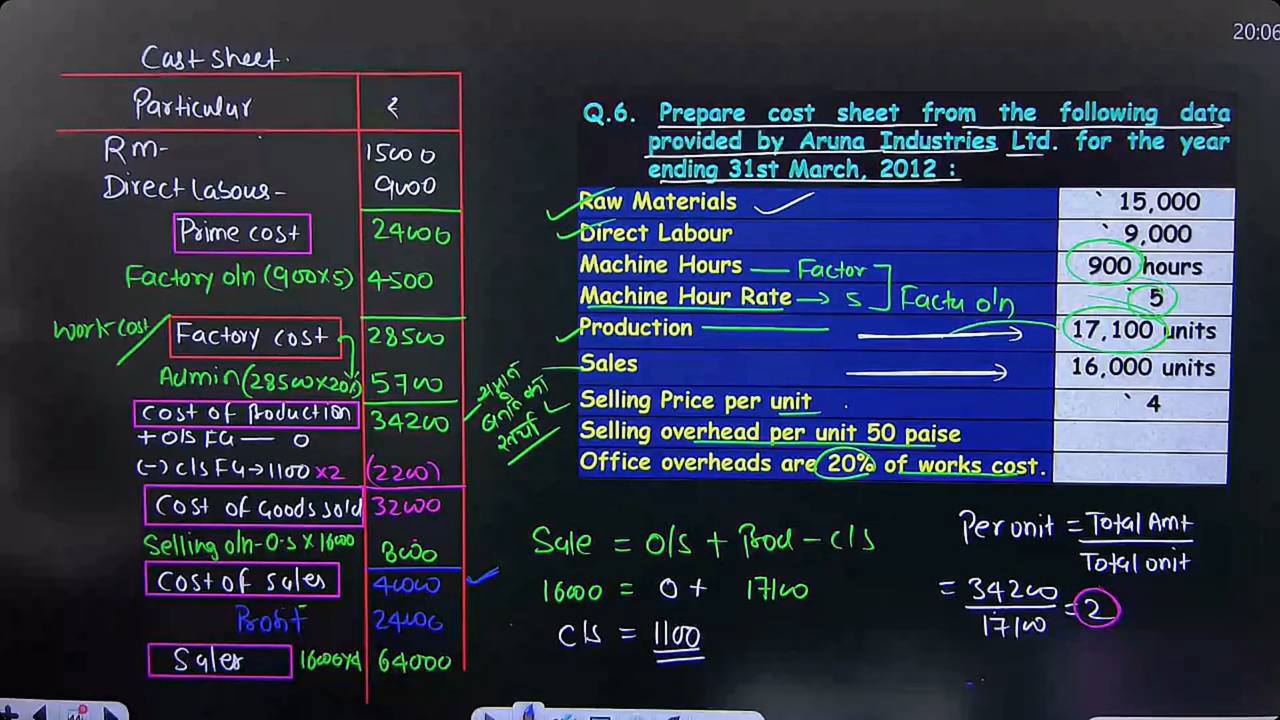 20:06
Cast sheet.
Particular ₹
RM- 15000
Direct Labour- 9000
Prime cost 24000
Factory o/n (900×5) 4500
Work cost
Factory cost 28500
Admin (28500×20%) 5700
Cost of Production 34200
+ o/s FG — 0
(-) c/s FG → 1100 ×2 (2200)
Cost of Goods sold 32000
Selling o/n - 0.5 × 16000 8000
Cost of sales 40000
Profit 24000
Sales 16000×4 64000
Q.6. Prepare cost sheet from the following data
provided by Aruna Industries Ltd. for the year
ending 31st March, 2012 :
Raw Materials ` 15,000
Direct Labour ` 9,000
Machine Hours — Factor 900 hours
Machine Hour Rate → 5 ` 5
Factu o/n
Production 17,100 units
Sales 16,000 units
Selling Price per unit ` 4
Selling overhead per unit 50 paise
Office overheads are 20% of works cost.
Sale = O/S + Prod - c/s
16000 = 0 + 17100
c/s = 1100
Per unit = Total Amt
Total unit
= 34200
17100
= 2